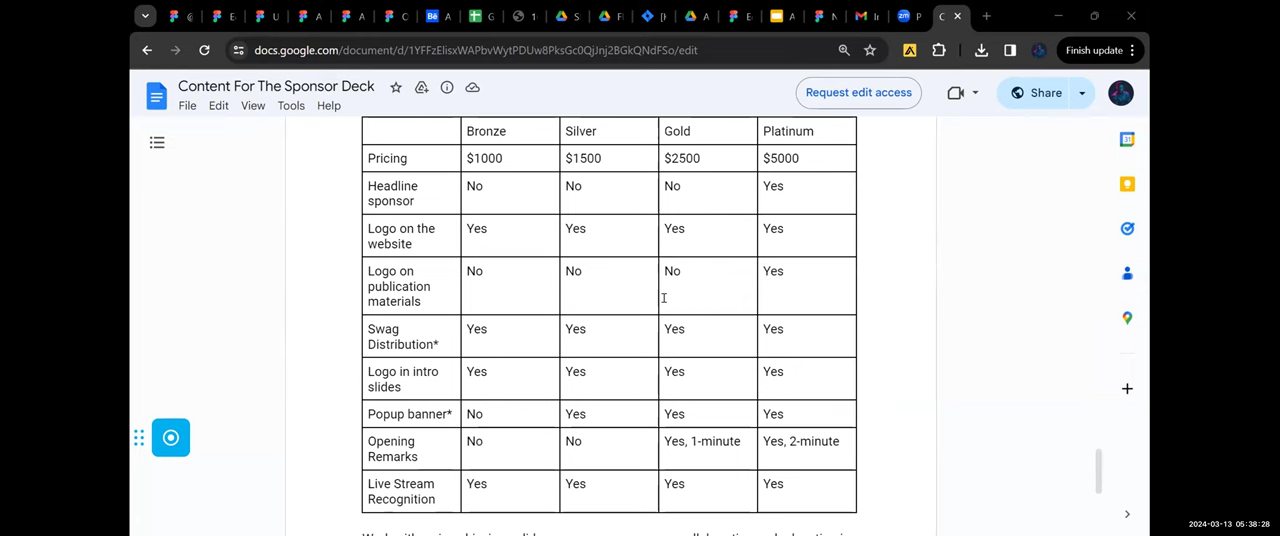 @
E
U
A
A
C
A
G
1
S
Fl
[H
A
E
A
N
Ir
P
C
docs.google.com/document/d/1YFFzElisxWAPbvWytPDUw8PksGc0QjJnj2BGkQNdFSo/edit
Finish update
Content For The Sponsor Deck
File Edit View Tools Help
Request edit access
Share
Bronze Silver Gold Platinum
Pricing $1000 $1500 $2500 $5000
Headline sponsor No No No Yes
Logo on the website Yes Yes Yes Yes
Logo on publication materials No No No Yes
Swag Distribution* Yes Yes Yes Yes
Logo in intro slides Yes Yes Yes Yes
Popup banner* No Yes Yes Yes
Opening Remarks No No Yes, 1-minute Yes, 2-minute
Live Stream Recognition Yes Yes Yes Yes
31
2024-03-13 05:38:28